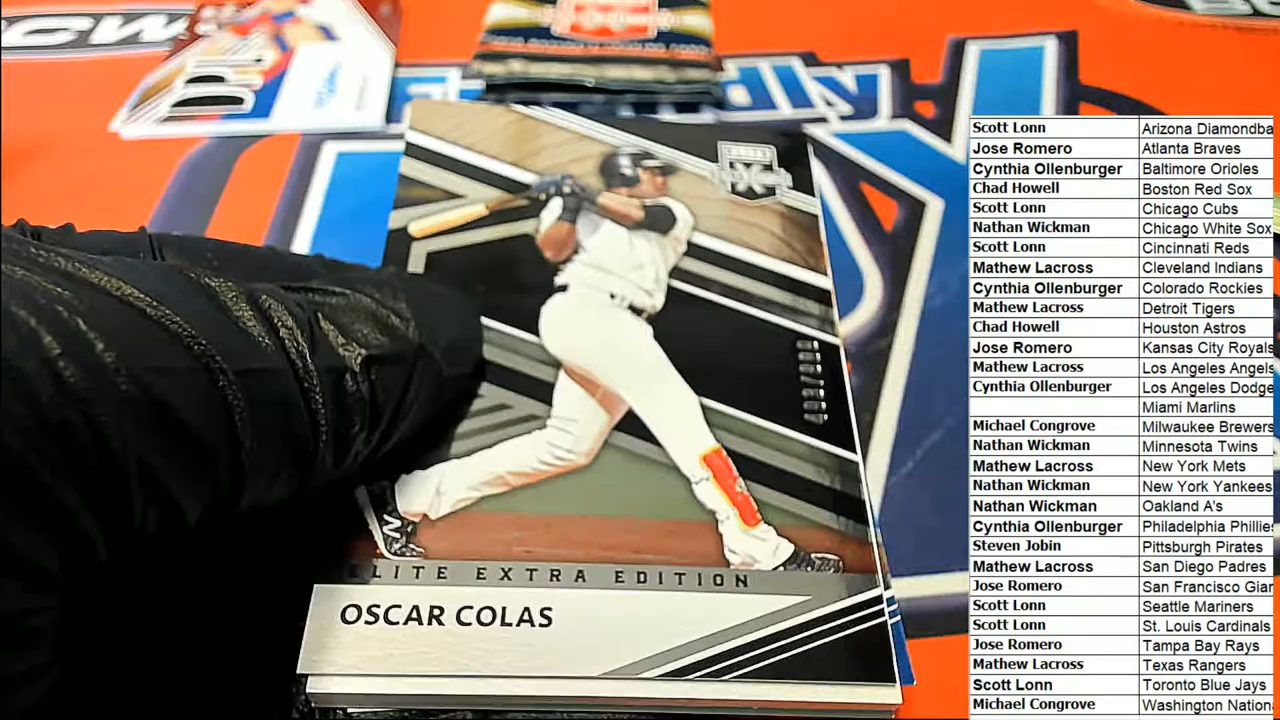 ELITE EXTRA EDITION
OSCAR COLAS
Scott Lonn Arizona Diamondba
Jose Romero Atlanta Braves
Cynthia Ollenburger Baltimore Orioles
Chad Howell Boston Red Sox
Scott Lonn Chicago Cubs
Nathan Wickman Chicago White Sox
Scott Lonn Cincinnati Reds
Mathew Lacross Cleveland Indians
Cynthia Ollenburger Colorado Rockies
Mathew Lacross Detroit Tigers
Chad Howell Houston Astros
Jose Romero Kansas City Royals
Mathew Lacross Los Angeles Angels
Cynthia Ollenburger Los Angeles Dodge
Miami Marlins
Michael Congrove Milwaukee Brewers
Nathan Wickman Minnesota Twins
Mathew Lacross New York Mets
Nathan Wickman New York Yankees
Nathan Wickman Oakland A's
Cynthia Ollenburger Philadelphia Phillies
Steven Jobin Pittsburgh Pirates
Mathew Lacross San Diego Padres
Jose Romero San Francisco Gian
Scott Lonn Seattle Mariners
Scott Lonn St. Louis Cardinals
Jose Romero Tampa Bay Rays
Mathew Lacross Texas Rangers
Scott Lonn Toronto Blue Jays
Michael Congrove Washington Nation